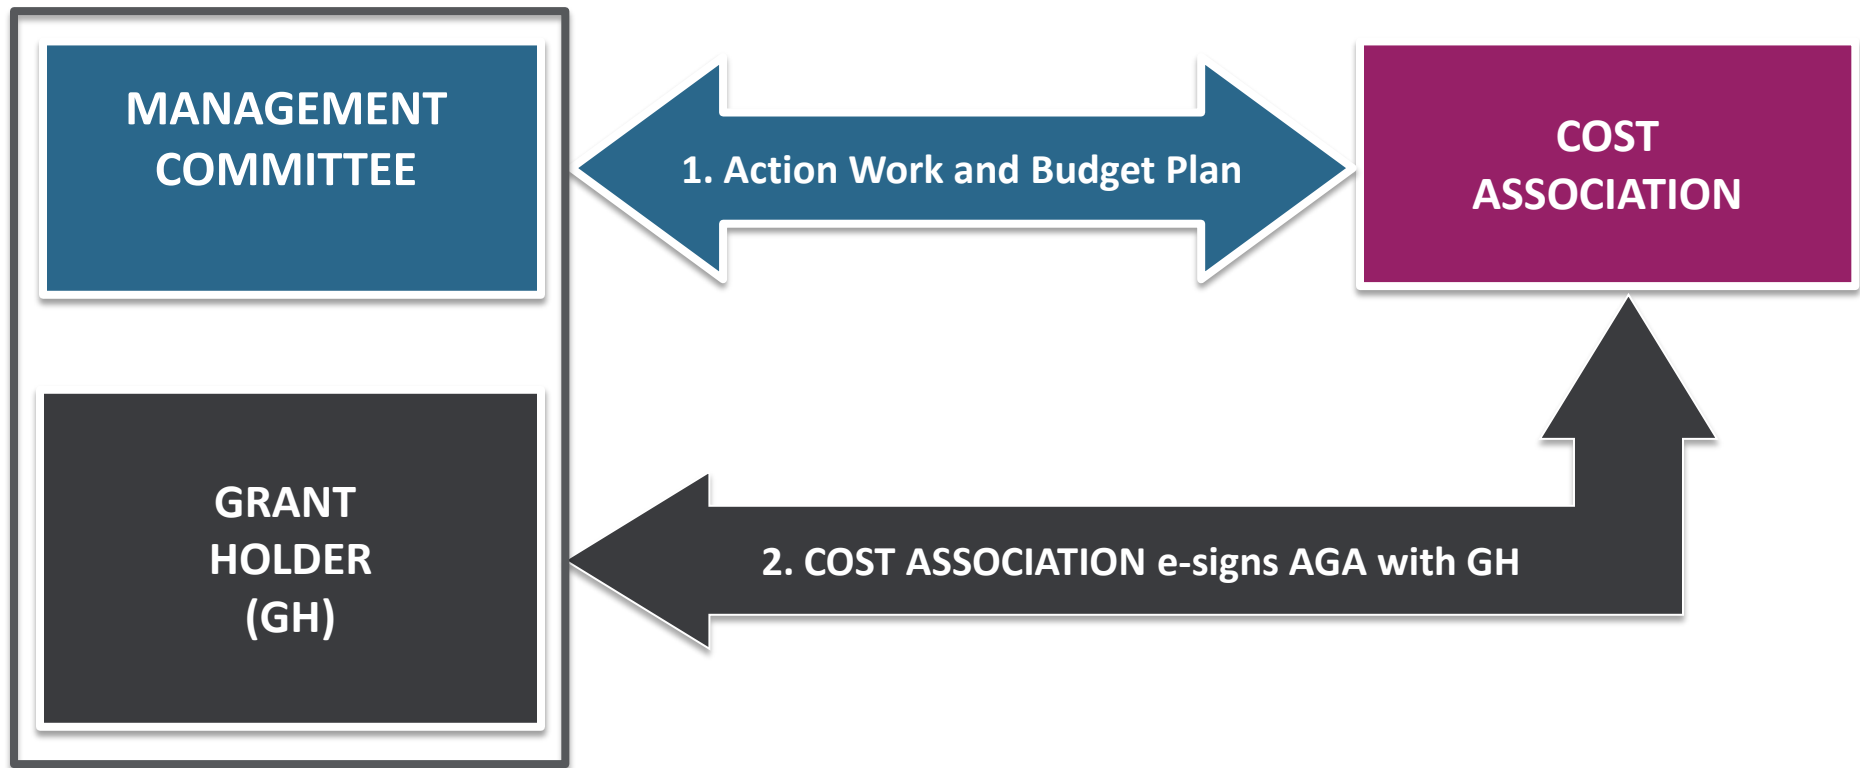 MANAGEMENT
COMMITTEE
1. Action Work and Budget Plan
COST
ASSOCIATION
GRANT
HOLDER
(GH)
2. COST ASSOCIATION e-signs AGA with GH